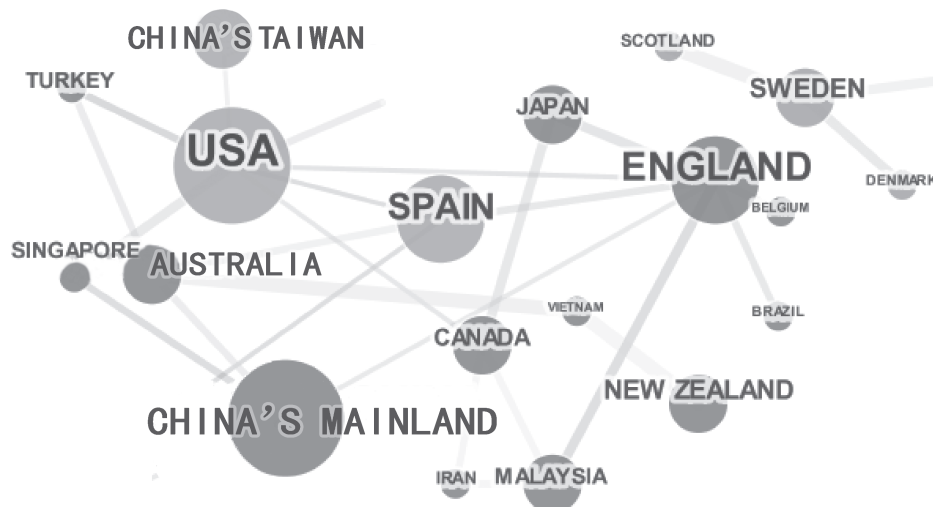 CHINA'S TAIWAN
SCOTLAND
TURKEY
SWEDEN
JAPAN
USA
ENGLAND
DENMARK
SPAIN
BELGIUM
SINGAPORE
AUSTRALIA
VIETNAM
BRAZIL
CANADA
NEW ZEALAND
CHINA'S MAINLAND
IRAN
MALAYSIA